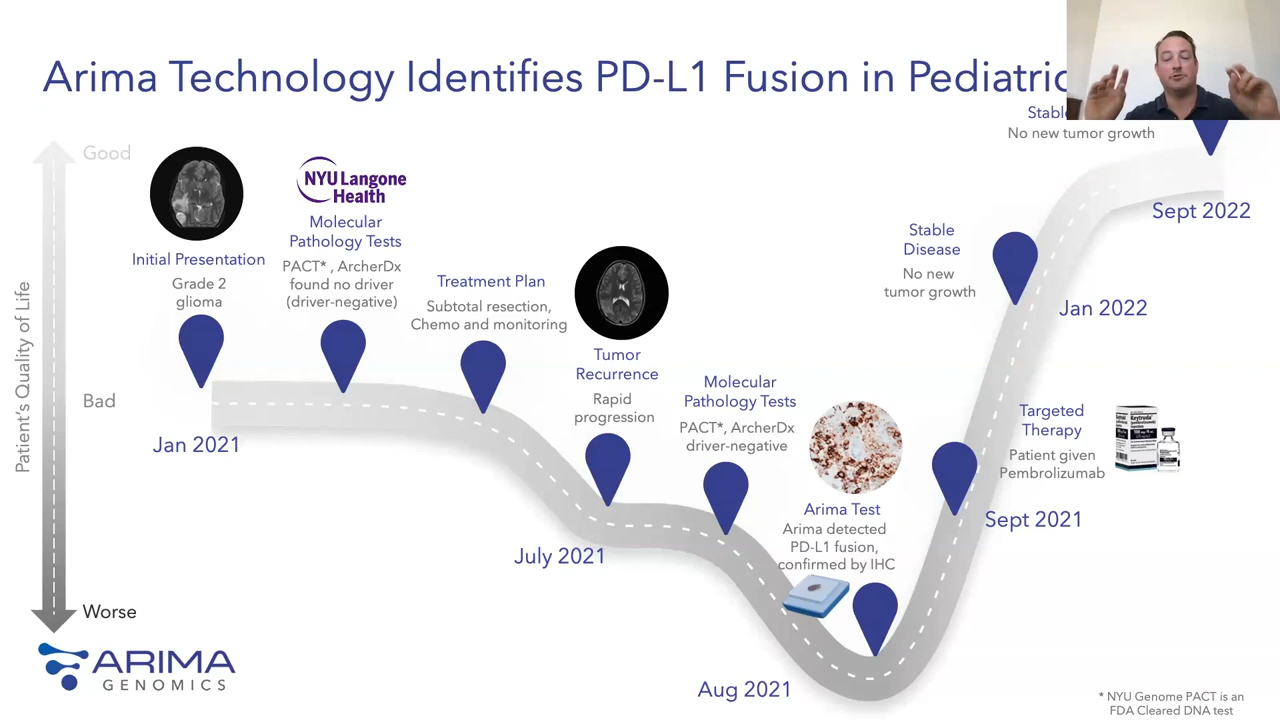 Arima Technology Identifies PD-L1 Fusion in Pediatric
Good
Bad
Worse
Patient's Quality of Life
Initial Presentation
Grade 2
glioma
Jan 2021
NYU Langone
Health
Molecular
Pathology Tests
PACT* , ArcherDx
found no driver
(driver-negative)
Treatment Plan
Subtotal resection,
Chemo and monitoring
Tumor
Recurrence
Rapid
progression
July 2021
Molecular
Pathology Tests
PACT*, ArcherDx
driver-negative
Arima Test
Arima detected
PD-L1 fusion,
confirmed by IHC
Aug 2021
Targeted
Therapy
Patient given
Pembrolizumab
Keytruda
Sept 2021
Stable
Disease
No new
tumor growth
Jan 2022
No new tumor growth
Sept 2022
ARIMA
GENOMICS
* NYU Genome PACT is an
FDA Cleared DNA test